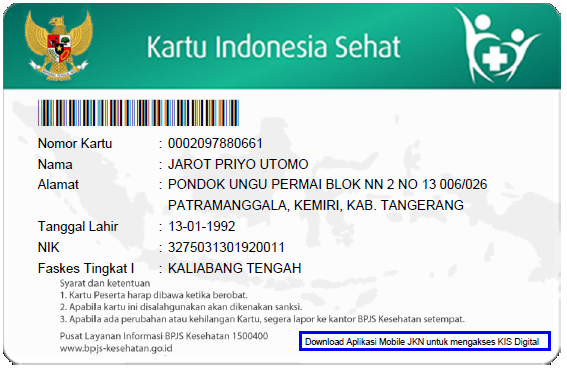 Kartu Indonesia Sehat
Nomor Kartu : 0002097880661
Nama : JAROT PRIYO UTOMO
Alamat : PONDOK UNGU PERMAI BLOK NN 2 NO 13 006/026
PATRAMANGGALA, KEMIRI, KAB. TANGERANG
Tanggal Lahir : 13-01-1992
NIK : 3275031301920011
Faskes Tingkat I : KALIABANG TENGAH
Syarat dan ketentuan
1. Kartu Peserta harap dibawa ketika berobat.
2. Apabila kartu ini disalahgunakan akan dikenakan sanksi.
3. Apabila ada perubahan atau kehilangan Kartu, segera lapor ke kantor BPJS Kesehatan setempat.
Pusat Layanan Informasi BPJS Kesehatan 1500400
www.bpjs-kesehatan.go.id
Download Aplikasi Mobile JKN untuk mengakses KIS Digital